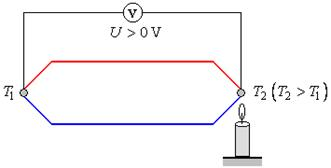 V
U > 0 V
T₁ T₂ (T₂ > T₁)